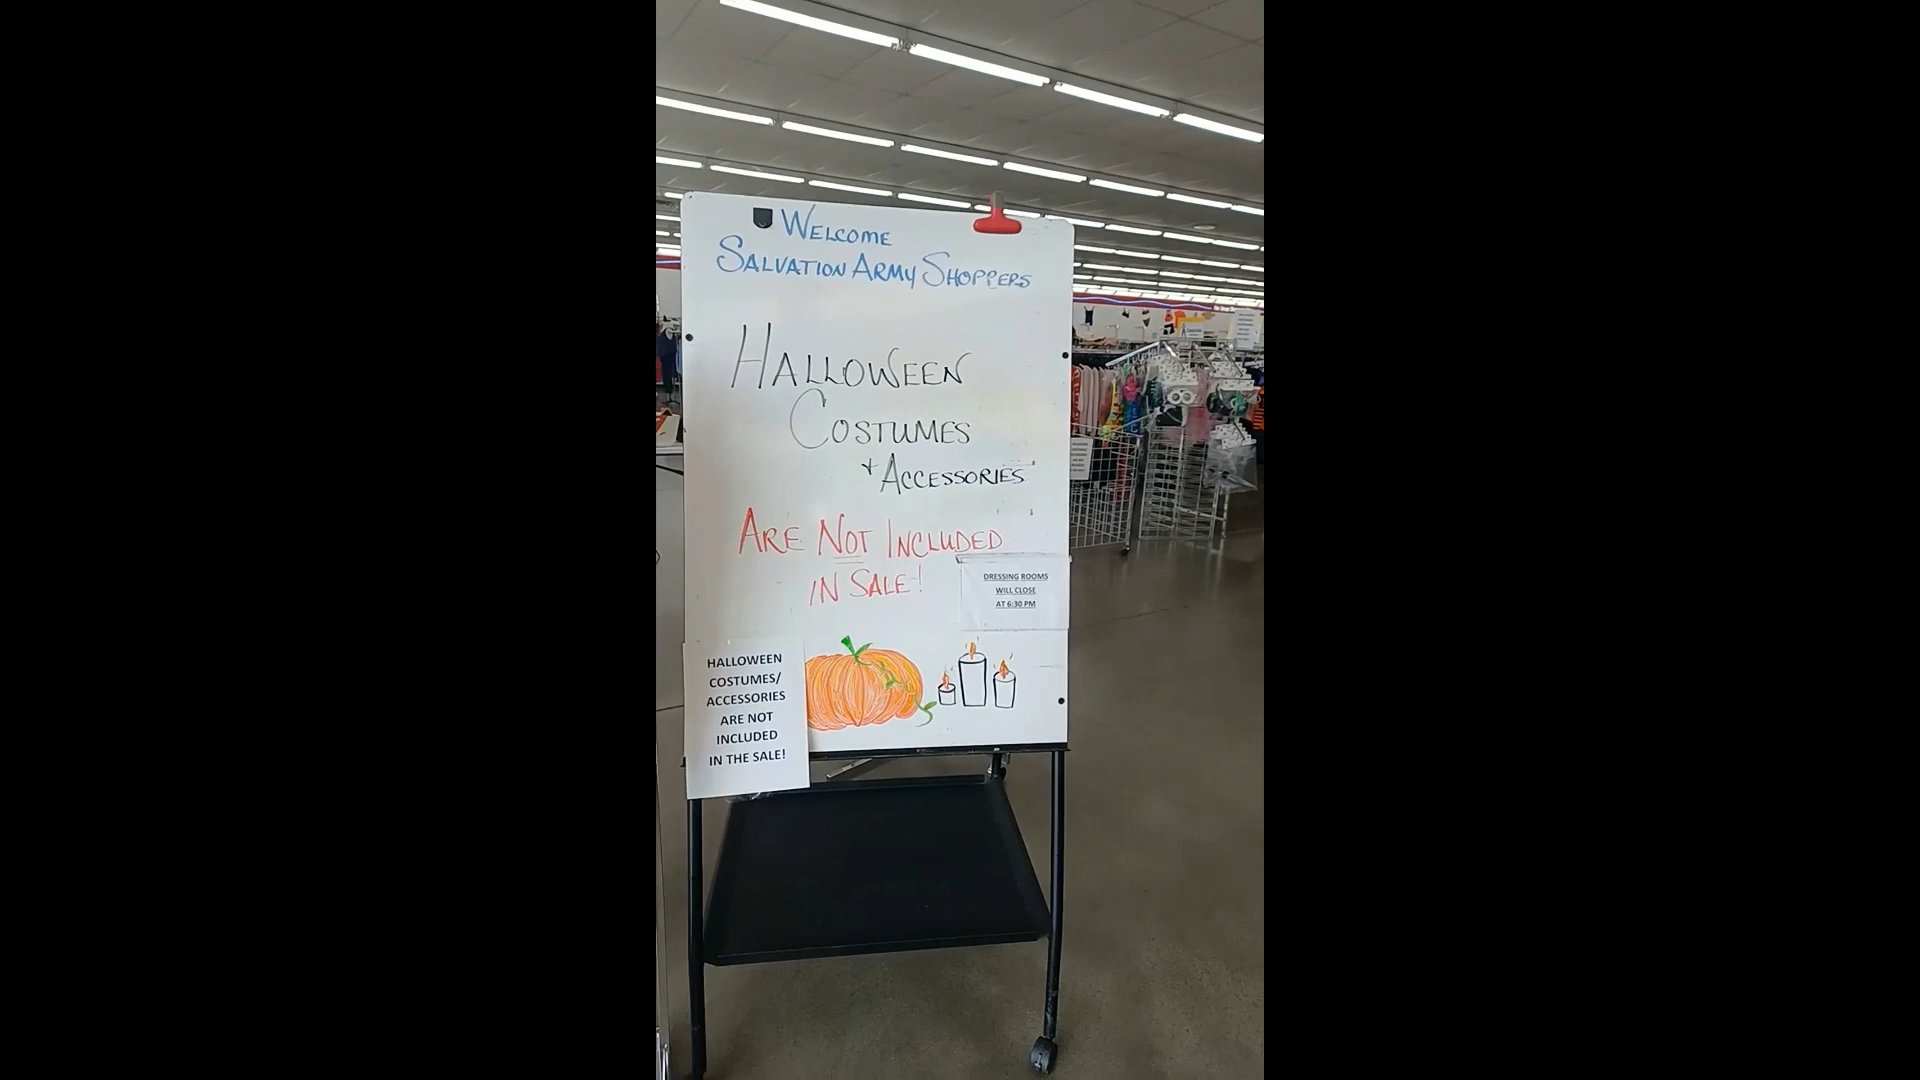 WELCOME
SALVATION ARMY SHOPPERS
HALLOWEEN
COSTUMES
+ ACCESSORIES
ARE NOT INCLUDED
IN SALE!
DRESSING ROOMS
WILL CLOSE
AT 6:30 PM
HALLOWEEN
COSTUMES/
ACCESSORIES
ARE NOT
INCLUDED
IN THE SALE!